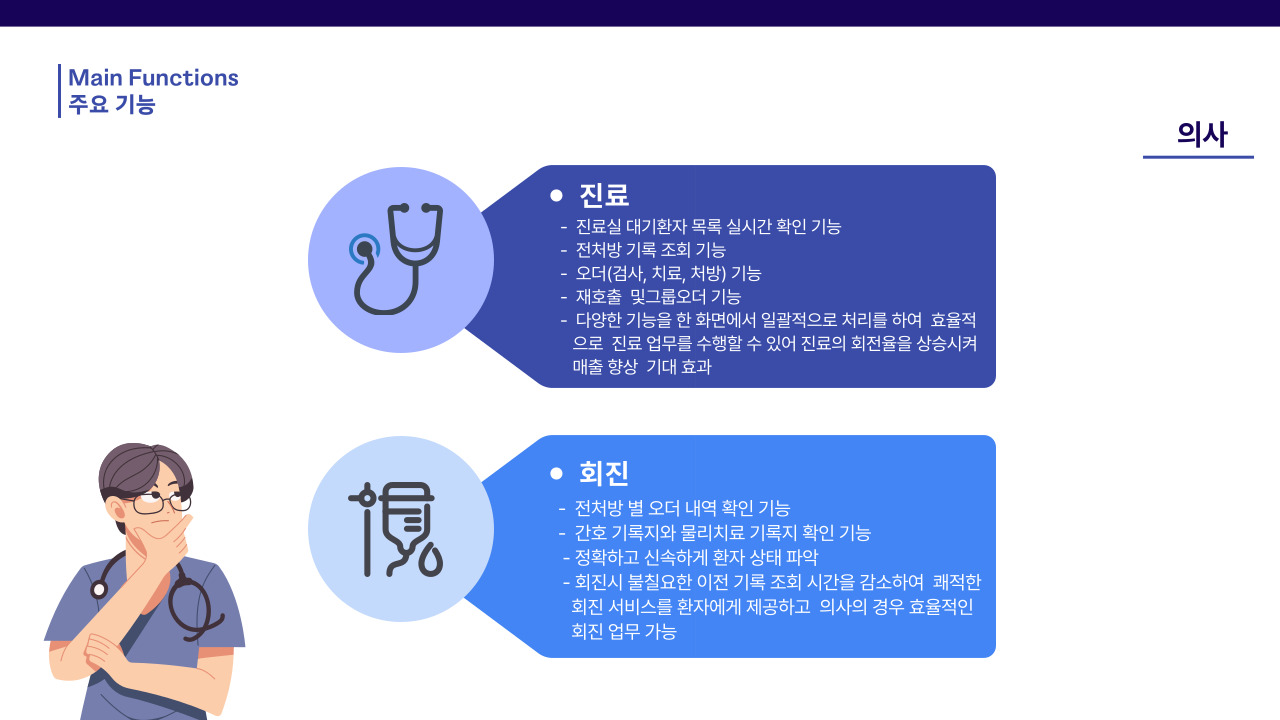 Main Functions
주요 기능
의사
● 진료
- 진료실 대기환자 목록 실시간 확인 기능
- 전처방 기록 조회 기능
- 오더(검사, 치료, 처방) 기능
- 재호출 및그룹오더 기능
- 다양한 기능을 한 화면에서 일괄적으로 처리를 하여 효율적
으로 진료 업무를 수행할 수 있어 진료의 회전율을 상승시켜
매출 향상 기대 효과
● 회진
- 전처방 별 오더 내역 확인 기능
- 간호 기록지와 물리치료 기록지 확인 기능
- 정확하고 신속하게 환자 상태 파악
- 회진시 불칠요한 이전 기록 조회 시간을 감소하여 쾌적한
회진 서비스를 환자에게 제공하고 의사의 경우 효율적인
회진 업무 가능